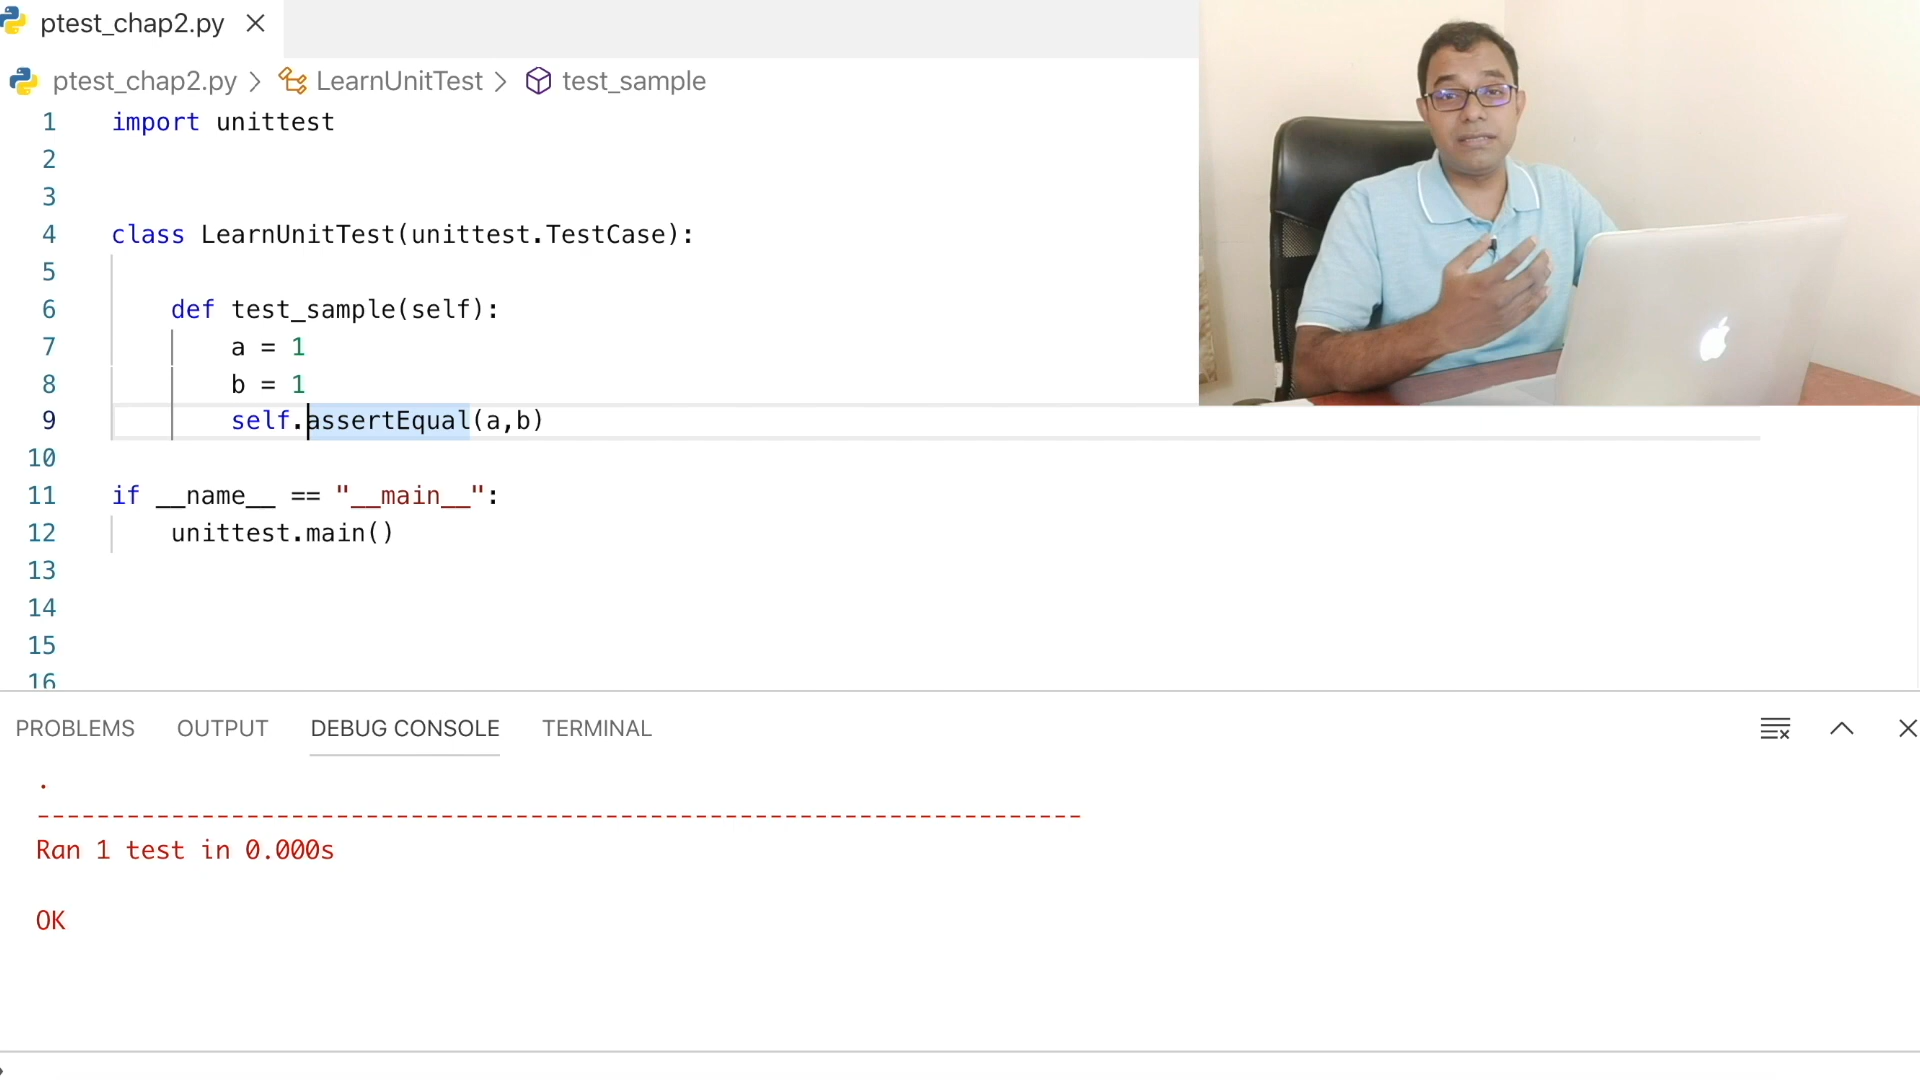 ptest_chap2.py
ptest_chap2.py > LearnUnitTest > test_sample
1 import unittest
2
3
4 class LearnUnitTest(unittest.TestCase):
5
6 def test_sample(self):
7 a = 1
8 b = 1
9 self.assertEqual(a,b)
10
11 if __name__ == "__main__":
12 unittest.main()
13
14
15
16
PROBLEMS OUTPUT DEBUG CONSOLE TERMINAL
.
----------------------------------------------------------------------
Ran 1 test in 0.000s
OK